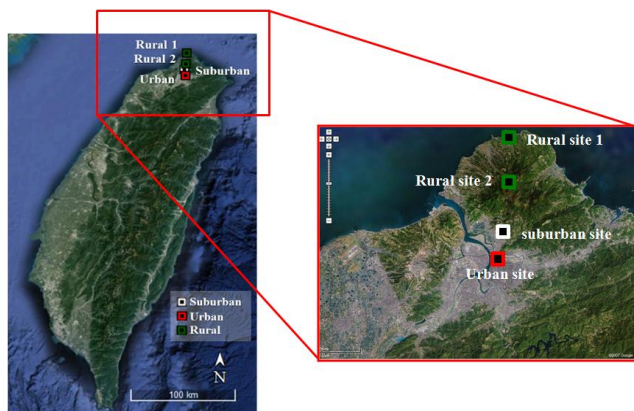 Rural 1
Rural 2
Suburban
Urban
Suburban
Urban
Rural
N
100 km
Rural site 1
Rural site 2
suburban site
Urban site